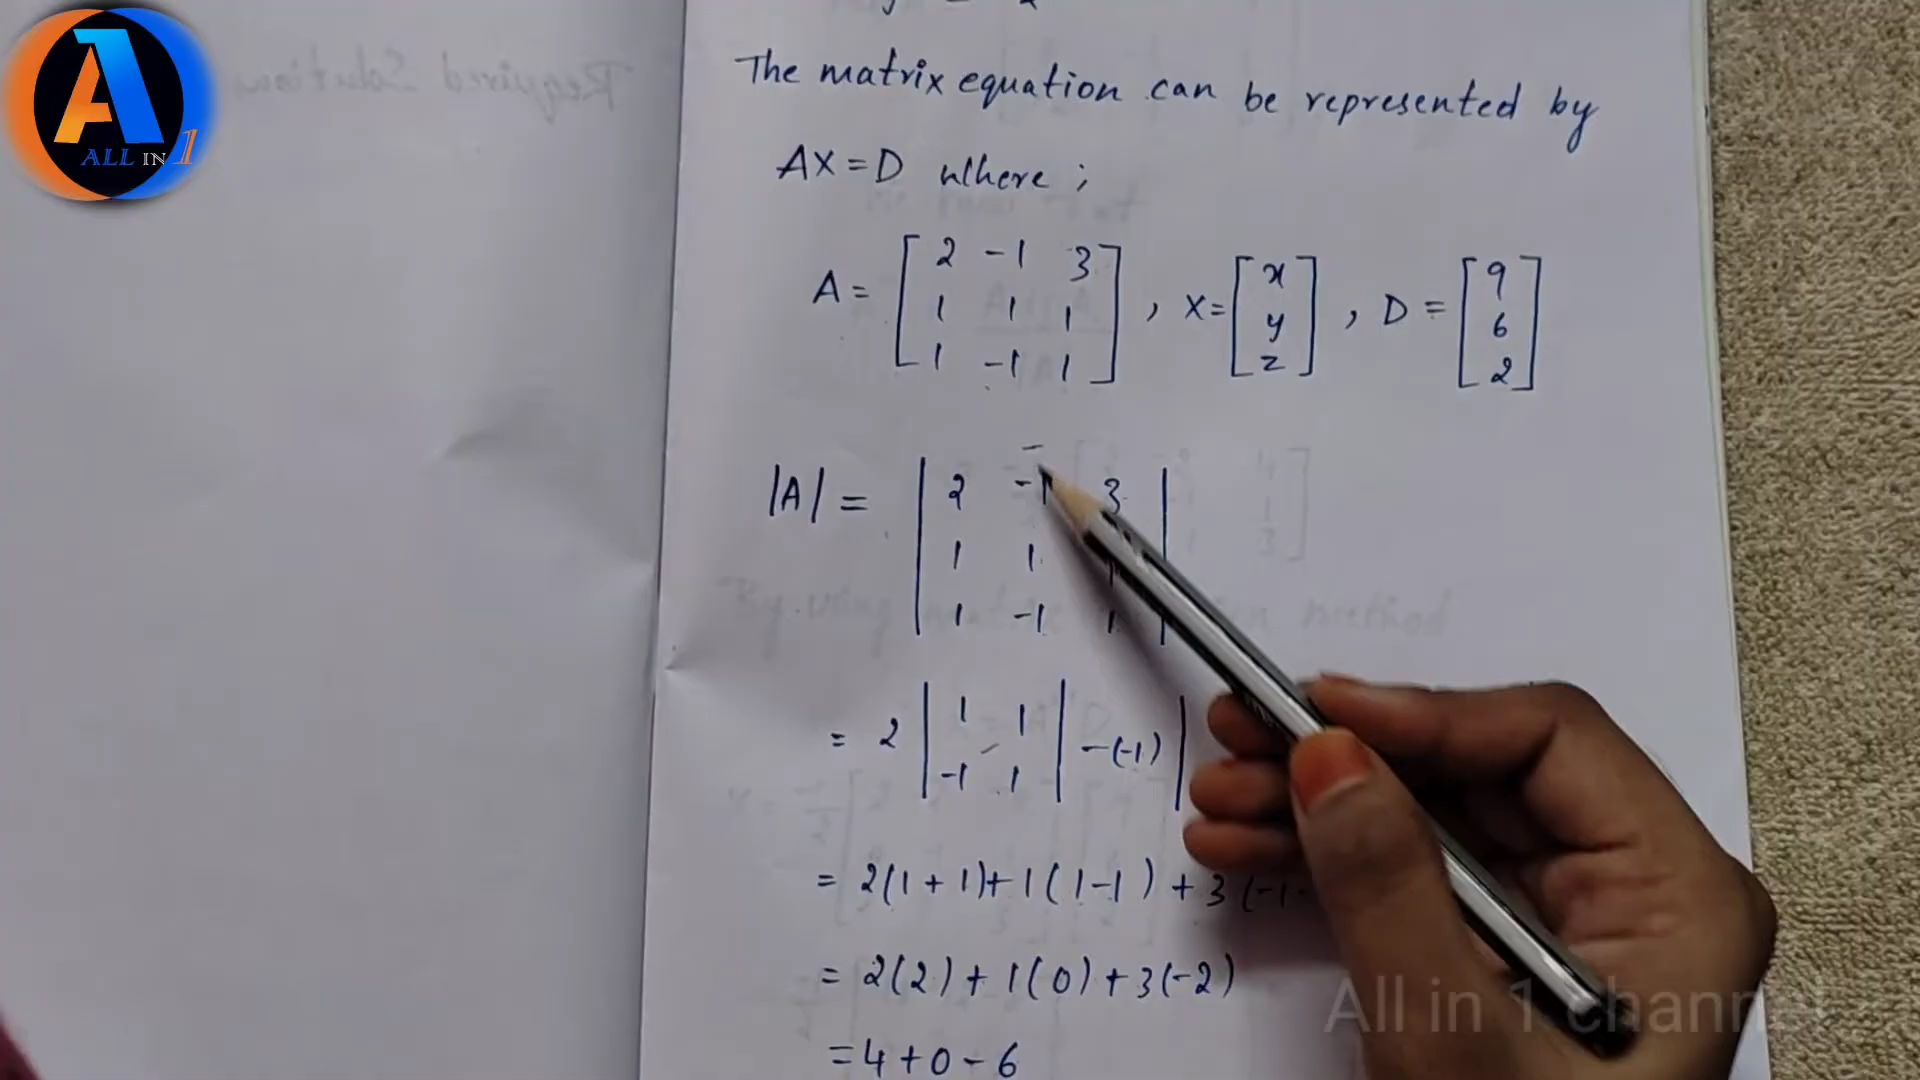 ALL IN 1
The matrix equation can be represented by
AX = D where ;
A = [ 2 -1 3 ; 1 1 1 ; 1 -1 1 ] , X = [ x ; y ; z ] , D = [ 9 ; 6 ; 2 ]
|A| = | 2 -1 3
1 1 1
1 -1 1 |
= 2 | 1 1 ; -1 1 | -(-1) |
= 2(1 + 1) + 1(1 - 1) + 3(-1-
= 2(2) + 1(0) + 3(-2)
= 4 + 0 - 6
All in 1 channel